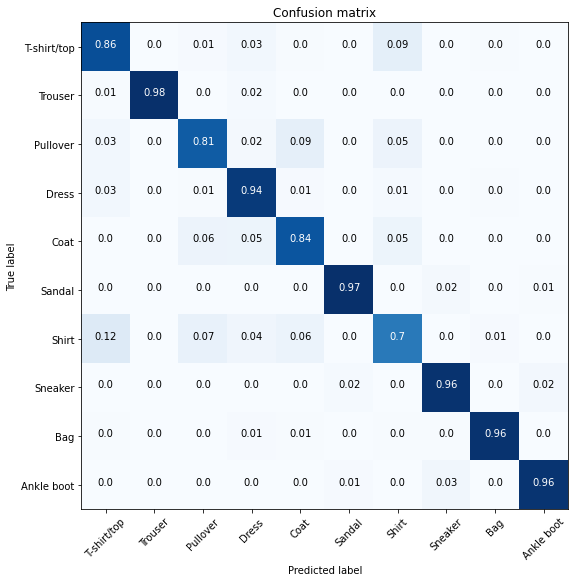 Confusion matrix
T-shirt/top 0.86 0.0 0.01 0.03 0.0 0.0 0.09 0.0 0.0 0.0
Trouser 0.01 0.98 0.0 0.02 0.0 0.0 0.0 0.0 0.0 0.0
Pullover 0.03 0.0 0.81 0.02 0.09 0.0 0.05 0.0 0.0 0.0
Dress 0.03 0.0 0.01 0.94 0.01 0.0 0.01 0.0 0.0 0.0
Coat 0.0 0.0 0.06 0.05 0.84 0.0 0.05 0.0 0.0 0.0
Sandal 0.0 0.0 0.0 0.0 0.0 0.97 0.0 0.02 0.0 0.01
Shirt 0.12 0.0 0.07 0.04 0.06 0.0 0.7 0.0 0.01 0.0
Sneaker 0.0 0.0 0.0 0.0 0.0 0.02 0.0 0.96 0.0 0.02
Bag 0.0 0.0 0.0 0.01 0.01 0.0 0.0 0.0 0.96 0.0
Ankle boot 0.0 0.0 0.0 0.0 0.0 0.01 0.0 0.03 0.0 0.96
True label
T-shirt/top Trouser Pullover Dress Coat Sandal Shirt Sneaker Bag Ankle boot
Predicted label